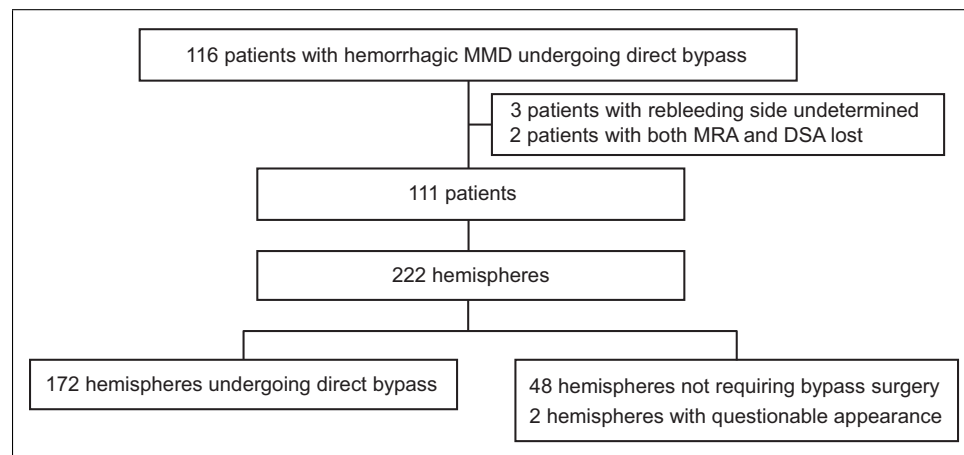 116 patients with hemorrhagic MMD undergoing direct bypass
3 patients with rebleeding side undetermined
2 patients with both MRA and DSA lost
111 patients
222 hemispheres
172 hemispheres undergoing direct bypass
48 hemispheres not requiring bypass surgery
2 hemispheres with questionable appearance